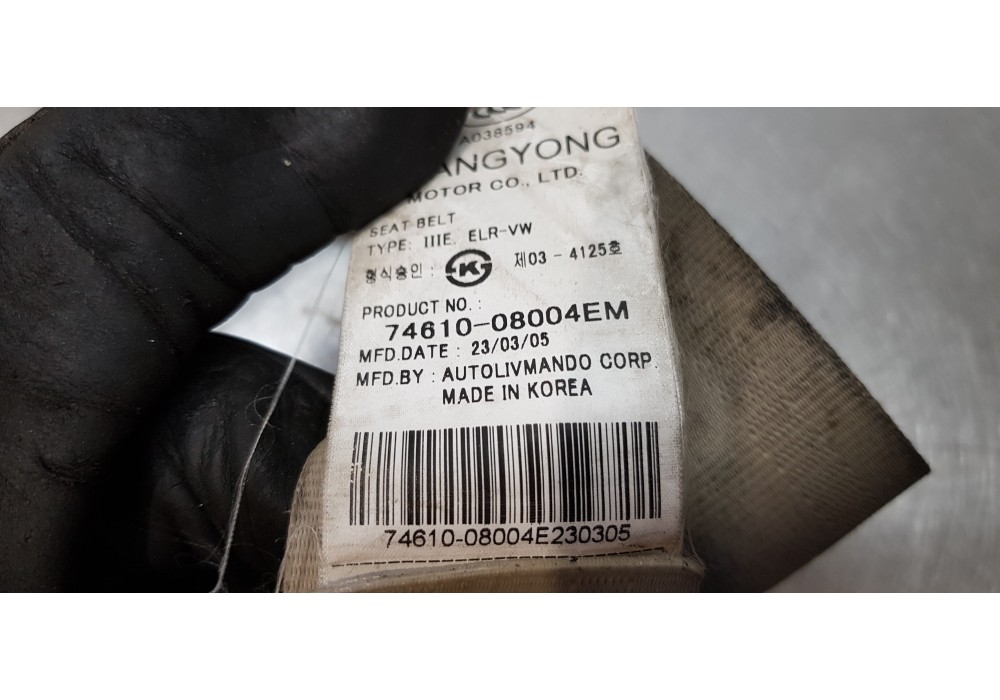 A038594
ANGYONG
MOTOR CO., LTD.
SEAT BELT
TYPE: IIIE. ELR-VW
형식승인 : K 제03 - 4125호
PRODUCT NO. :
74610-08004EM
MFD.DATE : 23/03/05
MFD.BY : AUTOLIVMANDO CORP.
MADE IN KOREA
74610-08004E230305